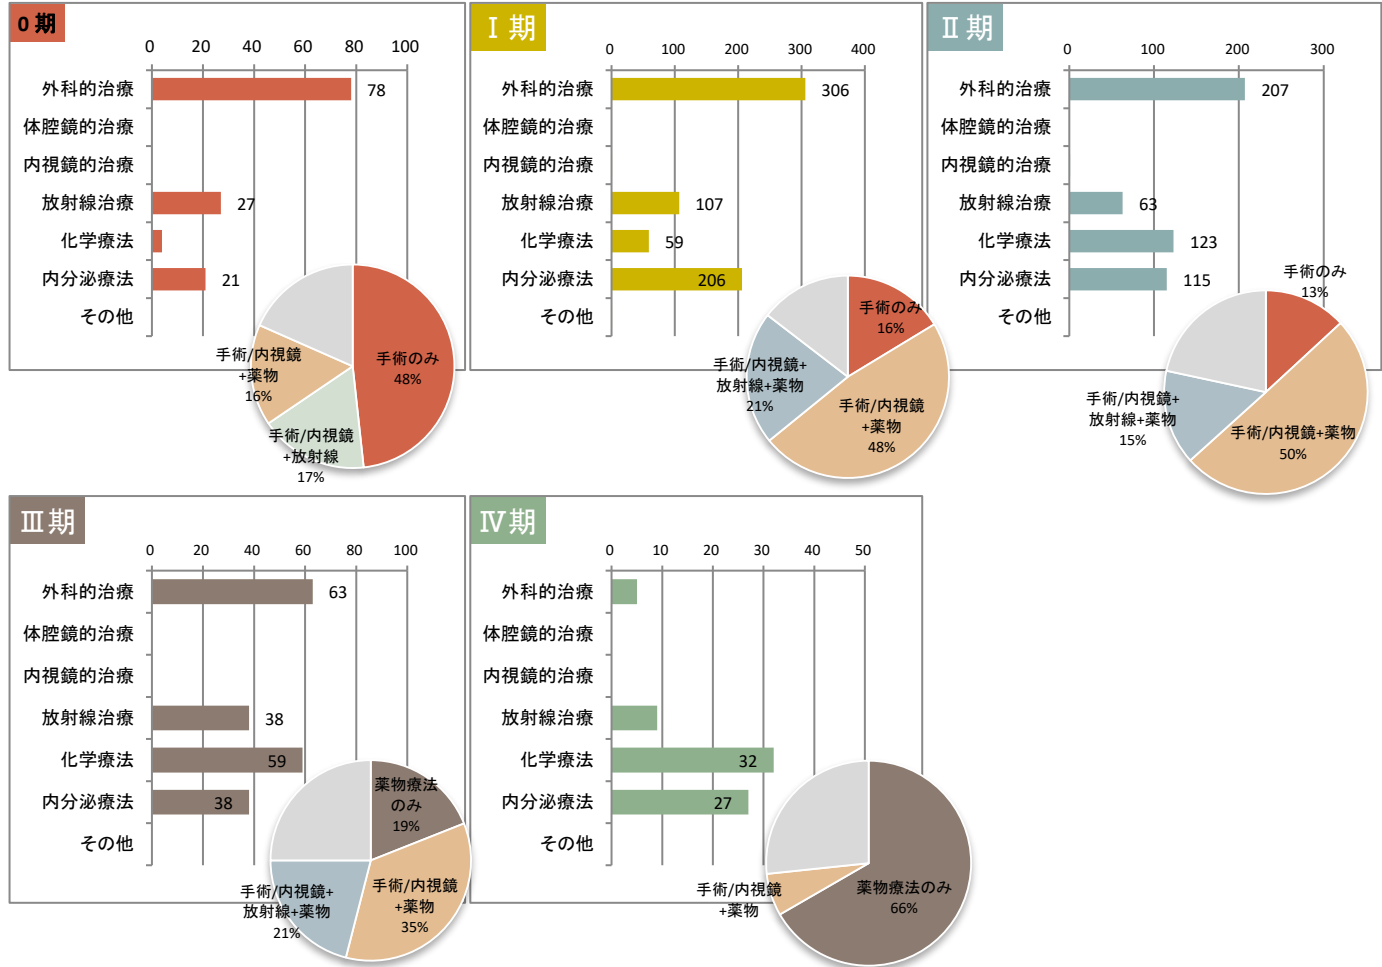 0 期
0 20 40 60 80 100
外科的治療 78
体腔鏡的治療
内視鏡的治療
放射線治療 27
化学療法
内分泌療法 21
その他
手術のみ
48%
手術/内視鏡
+放射線
17%
手術/内視鏡
+薬物
16%
Ⅰ 期
0 100 200 300 400
外科的治療 306
体腔鏡的治療
内視鏡的治療
放射線治療 107
化学療法 59
内分泌療法 206
その他
手術のみ
16%
手術/内視鏡
+薬物
48%
手術/内視鏡+
放射線+薬物
21%
Ⅱ 期
0 100 200 300
外科的治療 207
体腔鏡的治療
内視鏡的治療
放射線治療 63
化学療法 123
内分泌療法 115
その他
手術のみ
13%
手術/内視鏡+薬物
50%
手術/内視鏡+
放射線+薬物
15%
Ⅲ期
0 20 40 60 80 100
外科的治療 63
体腔鏡的治療
内視鏡的治療
放射線治療 38
化学療法 59
内分泌療法 38
その他
薬物療法
のみ
19%
手術/内視鏡
+薬物
35%
手術/内視鏡+
放射線+薬物
21%
Ⅳ期
0 10 20 30 40 50
外科的治療
体腔鏡的治療
内視鏡的治療
放射線治療
化学療法 32
内分泌療法 27
その他
薬物療法のみ
66%
手術/内視鏡
+薬物